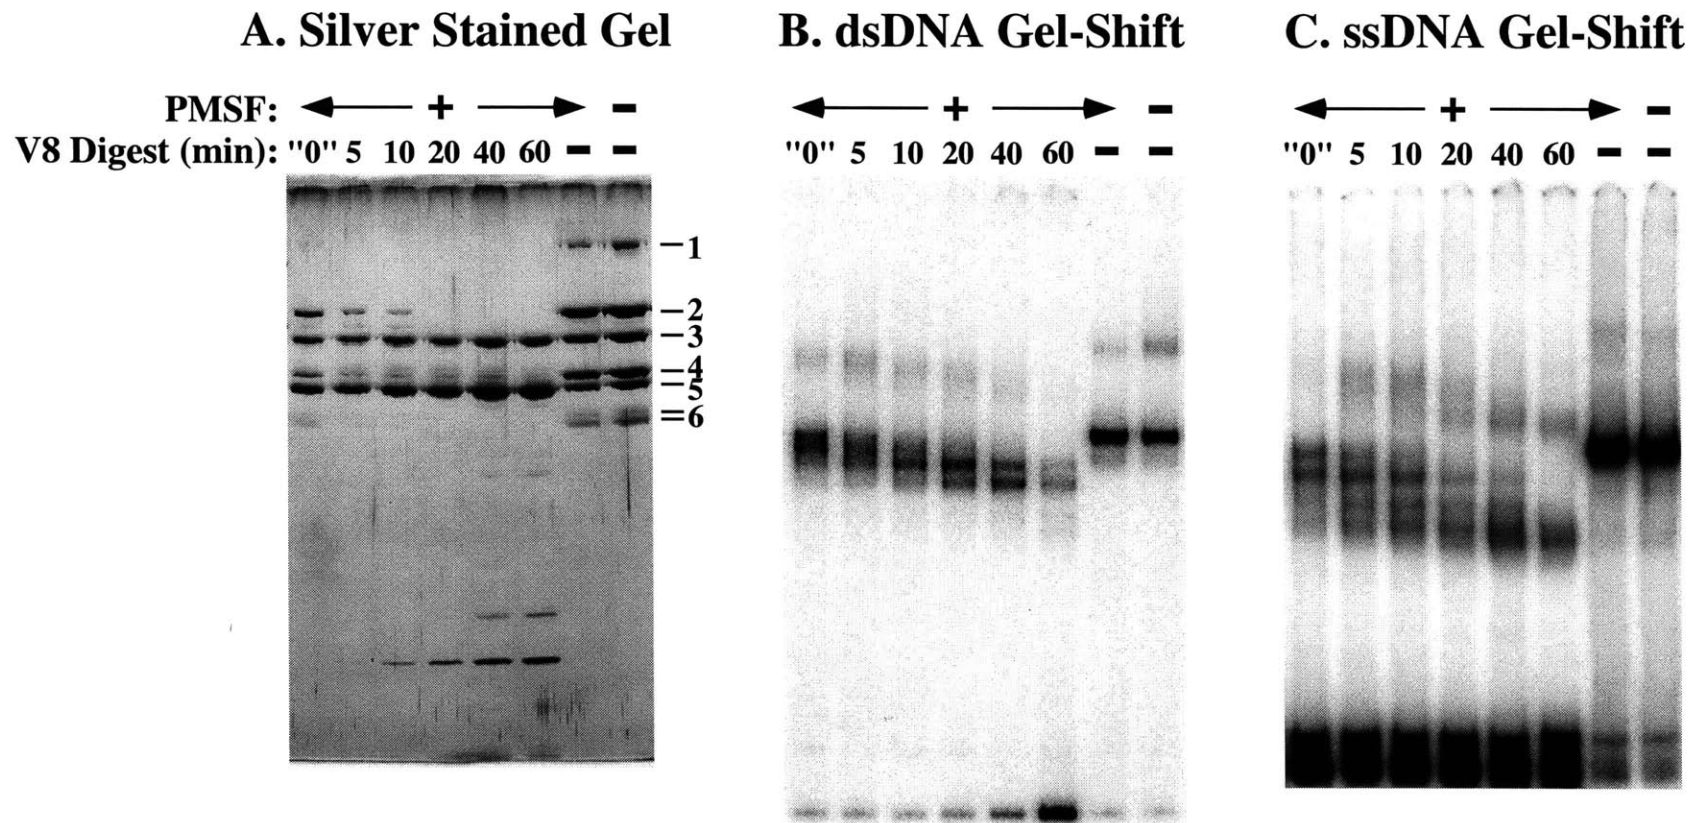 A. Silver Stained Gel
B. dsDNA Gel-Shift
C. ssDNA Gel-Shift
PMSF: + −
+ −
+ −
V8 Digest (min): "0" 5 10 20 40 60 − −
"0" 5 10 20 40 60 − −
"0" 5 10 20 40 60 − −
−1
−2
−3
−4
=5
=6